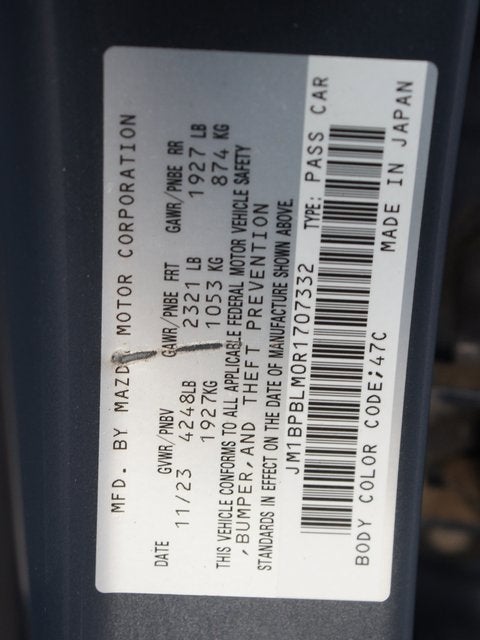 MFD. BY MAZDA MOTOR CORPORATION
GVWR/PNBV GAWR/PNBE FRT GAWR/PNBE RR
DATE 11/23 4248LB 2321 LB 1927 LB
1927KG 1053 KG 874 KG
THIS VEHICLE CONFORMS TO ALL APPLICABLE FEDERAL MOTOR VEHICLE SAFETY
,BUMPER,AND THEFT PREVENTION
STANDARDS IN EFFECT ON THE DATE OF MANUFACTURE SHOWN ABOVE.
JM1BPBLM0R1707332 TYPE: PASS CAR
BODY COLOR CODE;47C MADE IN JAPAN